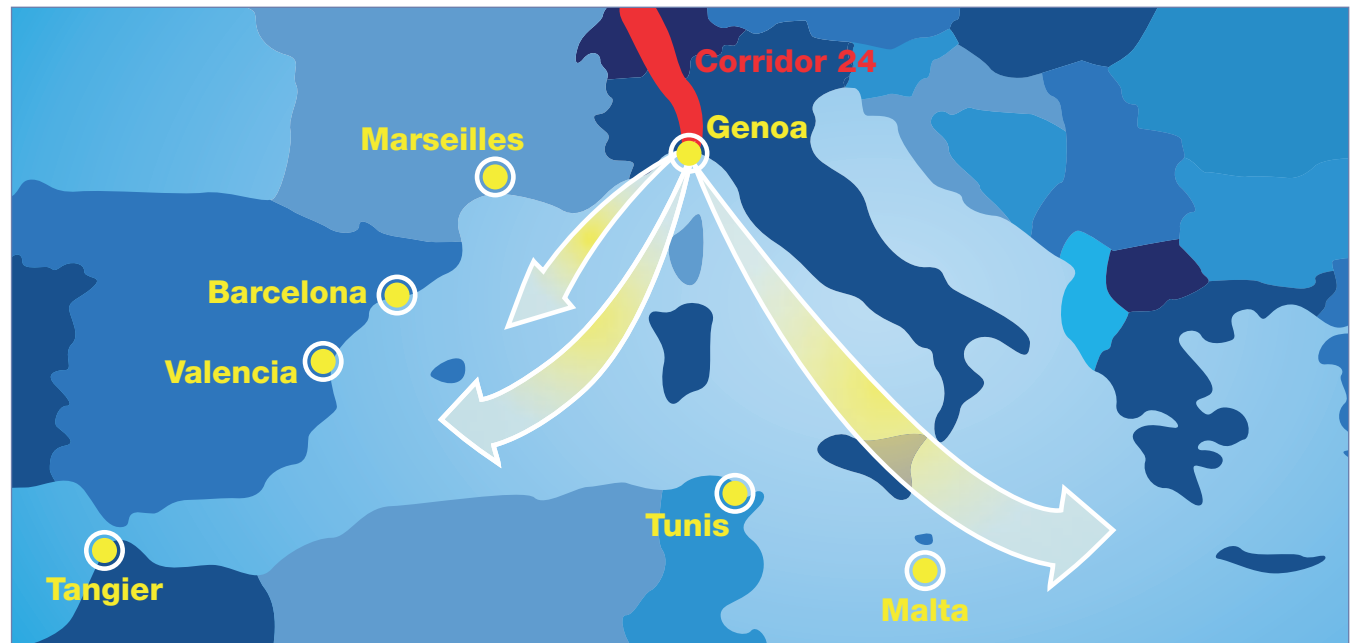 Corridor 24
Genoa
Marseilles
Barcelona
Valencia
Tunis
Tangier
Malta